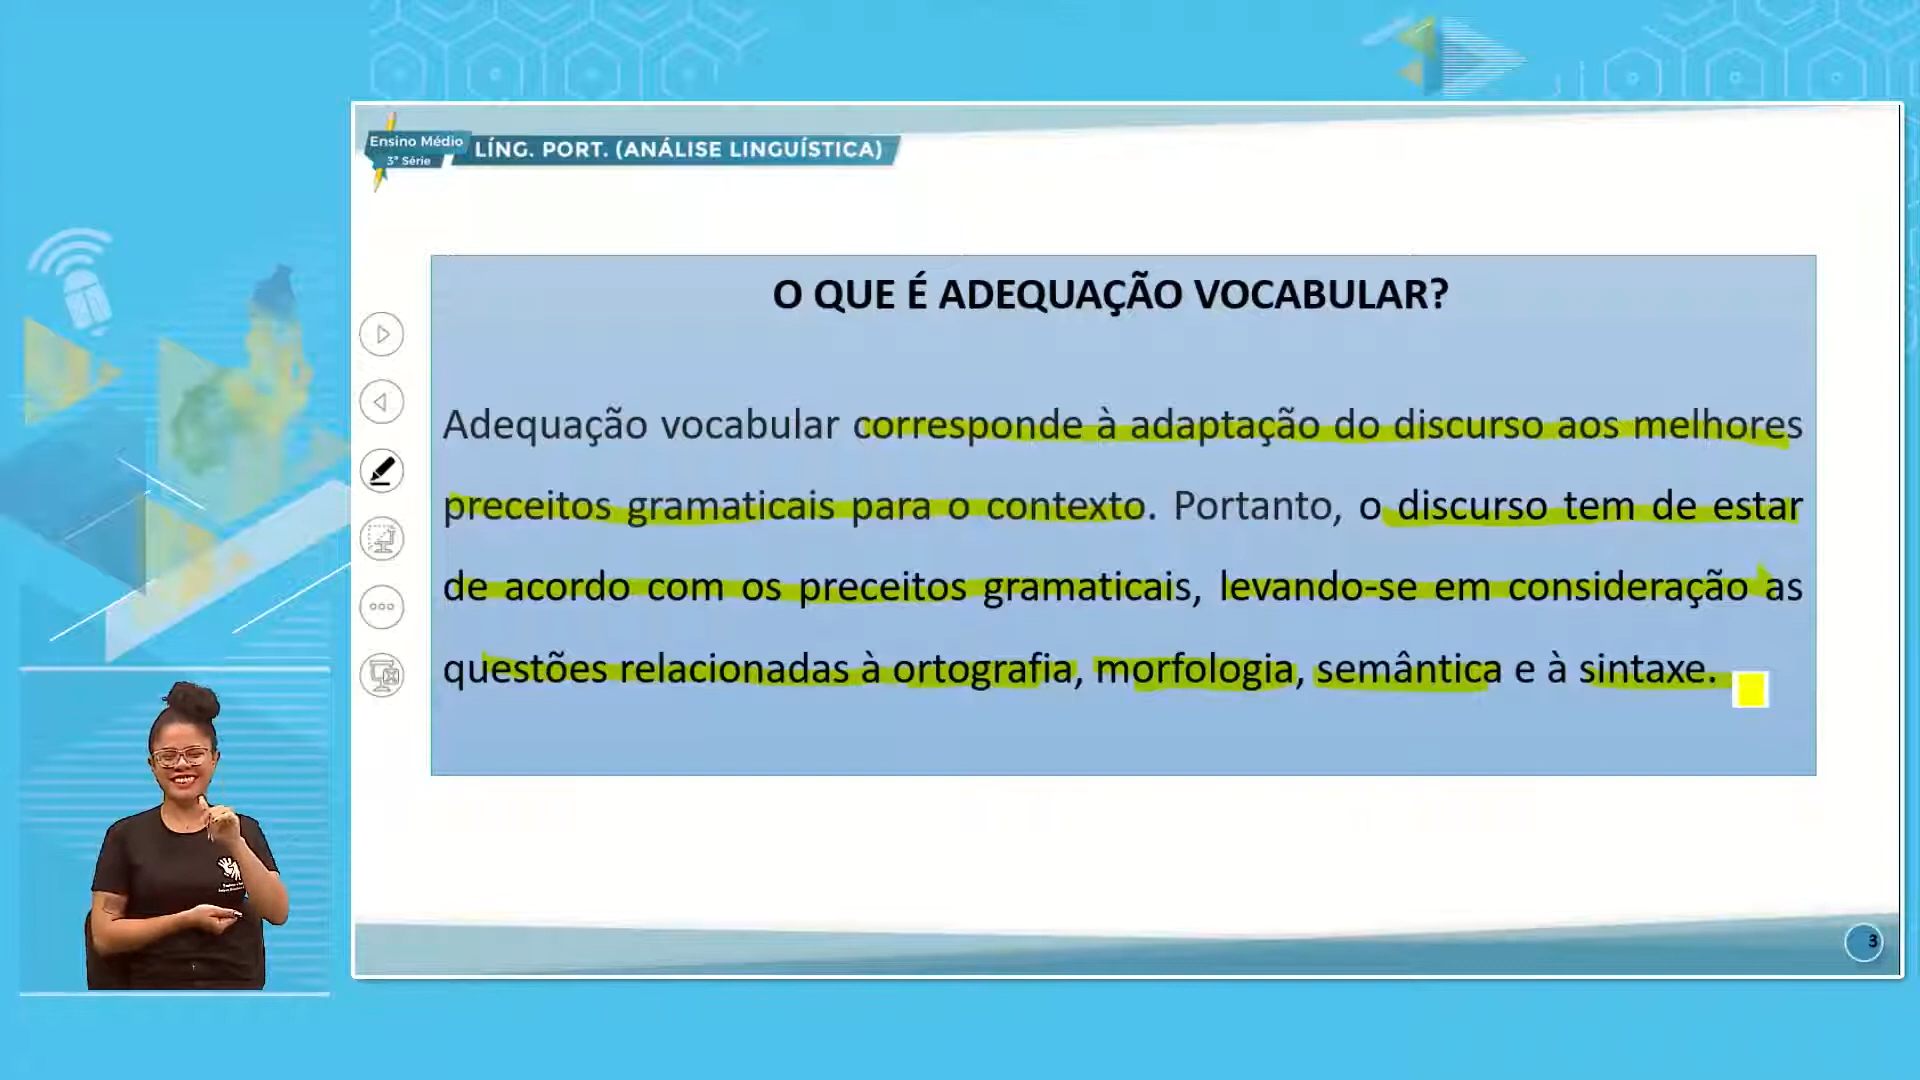 Ensino Médio
3ª Série
LÍNG. PORT. (ANÁLISE LINGUÍSTICA)
O QUE É ADEQUAÇÃO VOCABULAR?
Adequação vocabular corresponde à adaptação do discurso aos melhores
preceitos gramaticais para o contexto. Portanto, o discurso tem de estar
de acordo com os preceitos gramaticais, levando-se em consideração as
questões relacionadas à ortografia, morfologia, semântica e à sintaxe.
3